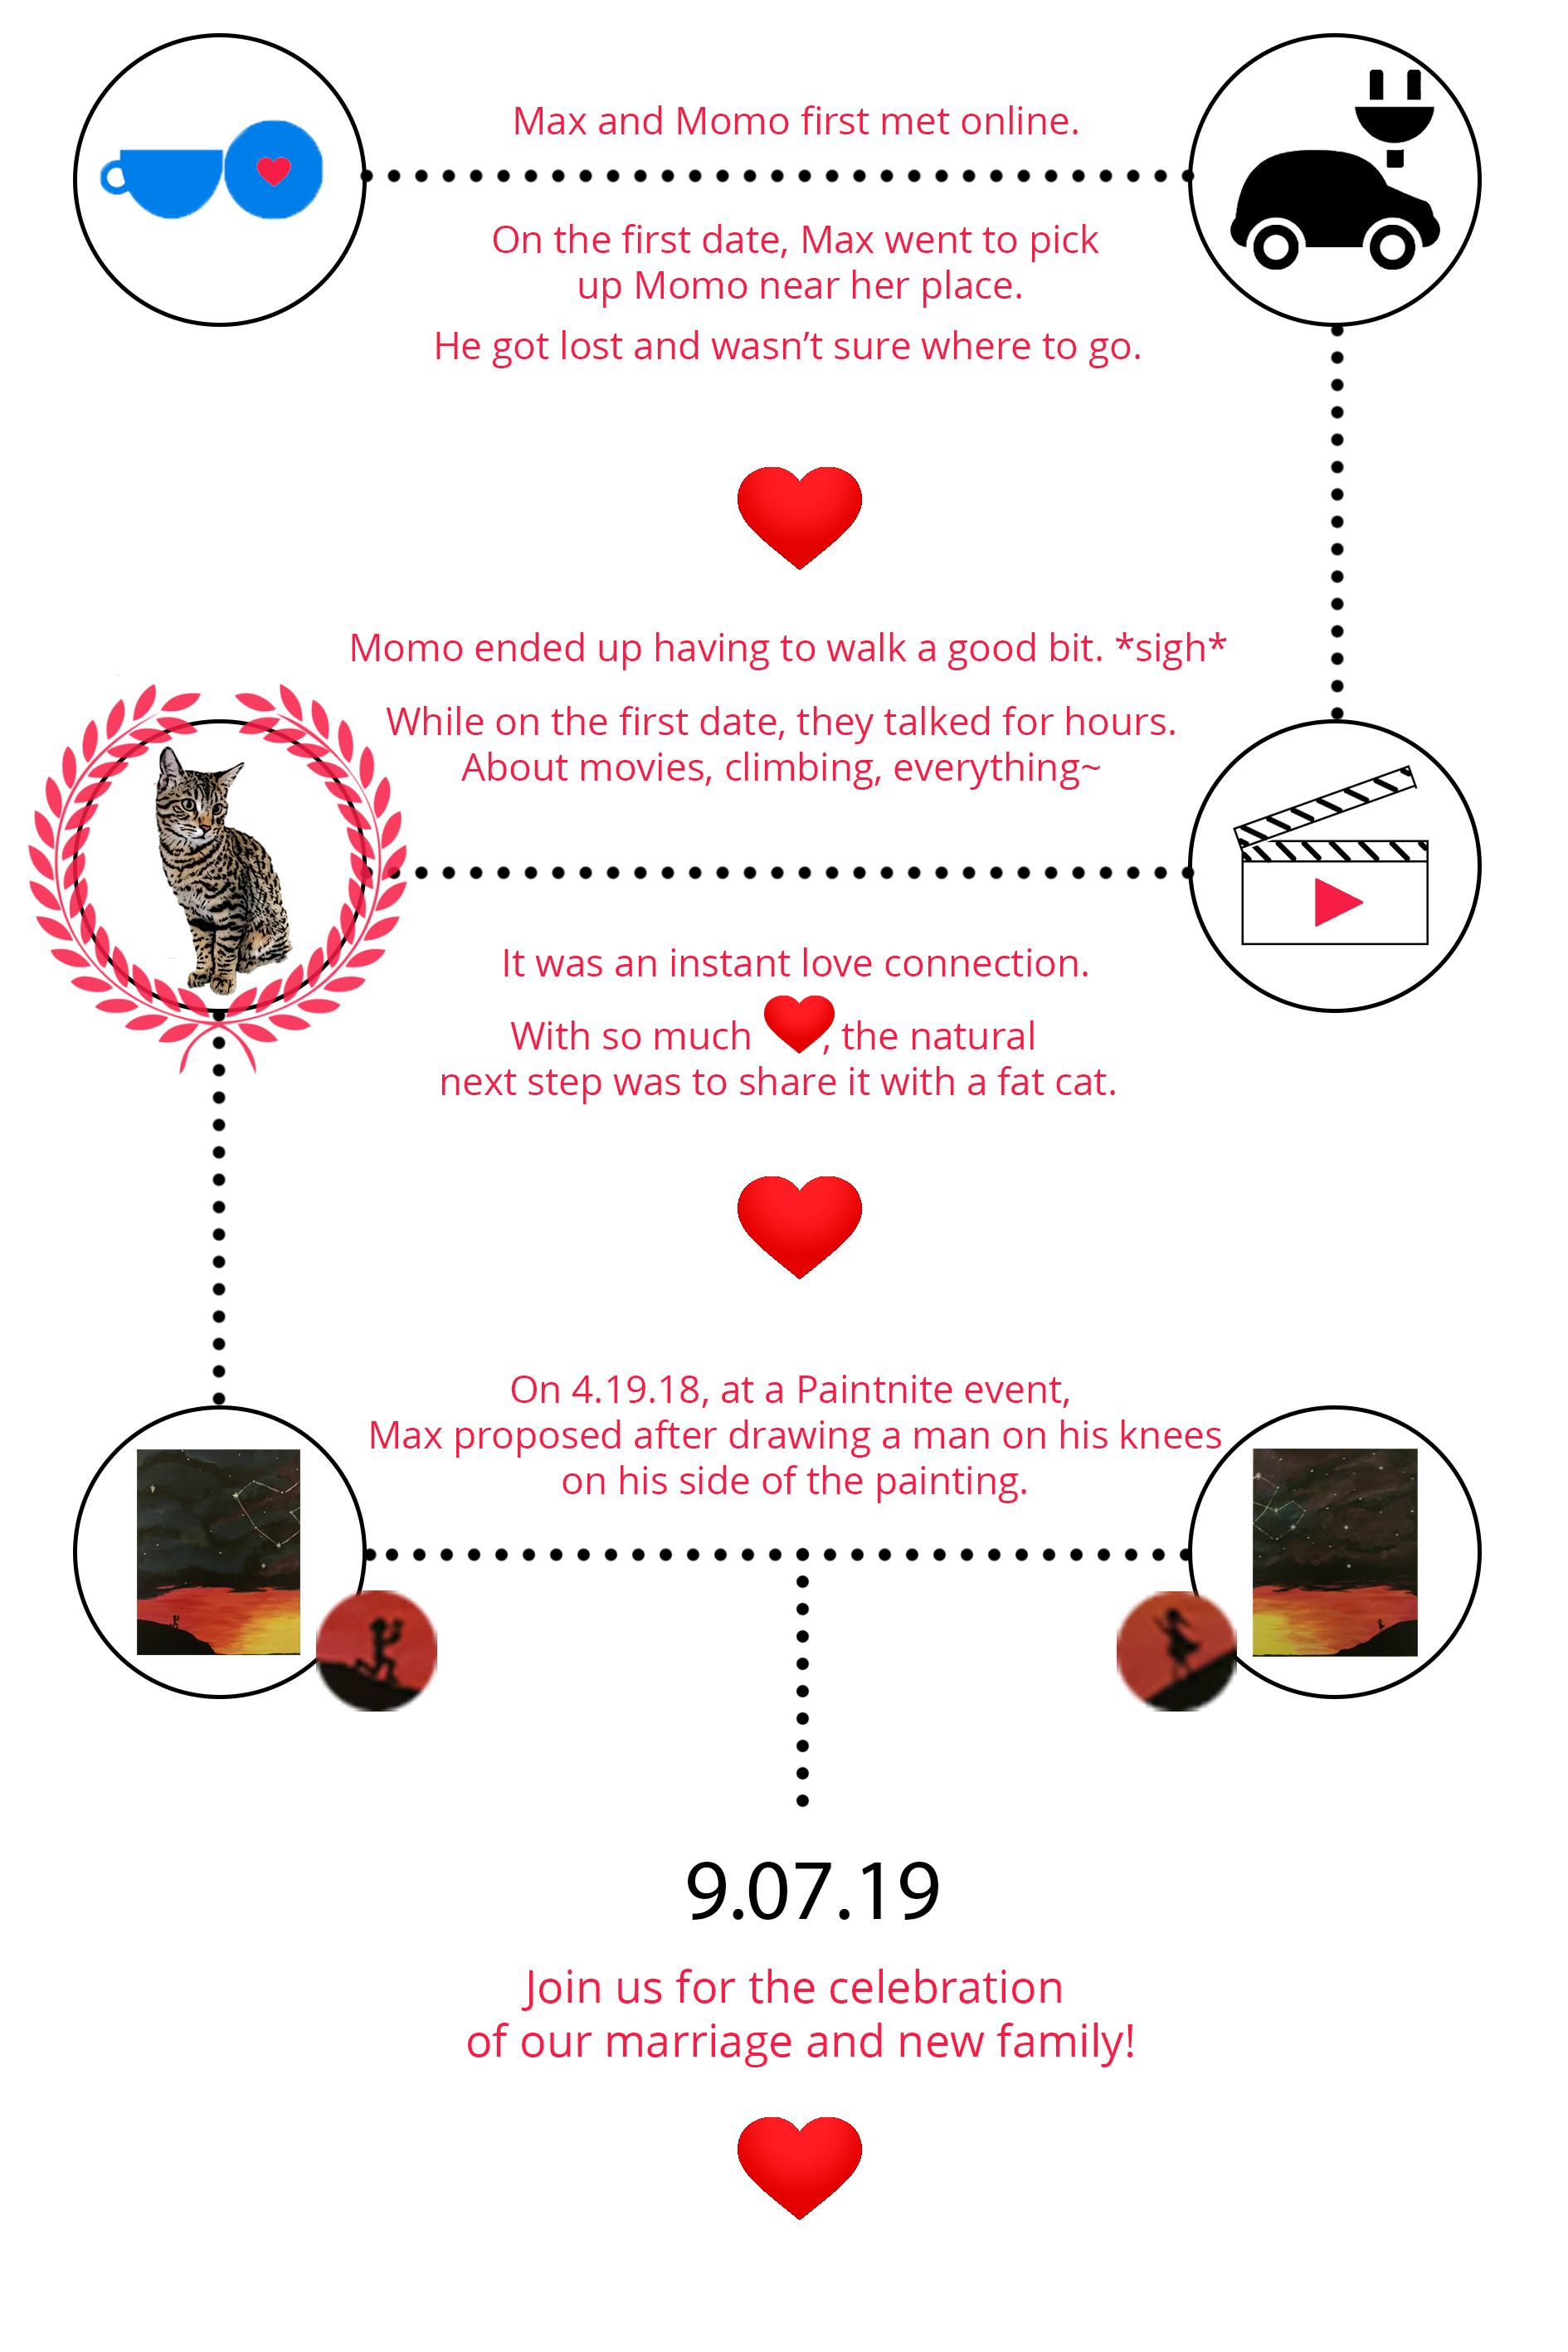 Max and Momo first met online.
On the first date, Max went to pick
up Momo near her place.
He got lost and wasn’t sure where to go.
Momo ended up having to walk a good bit. *sigh*
While on the first date, they talked for hours.
About movies, climbing, everything~
It was an instant love connection.
With so much , the natural
next step was to share it with a fat cat.
On 4.19.18, at a Paintnite event,
Max proposed after drawing a man on his knees
on his side of the painting.
9.07.19
Join us for the celebration
of our marriage and new family!